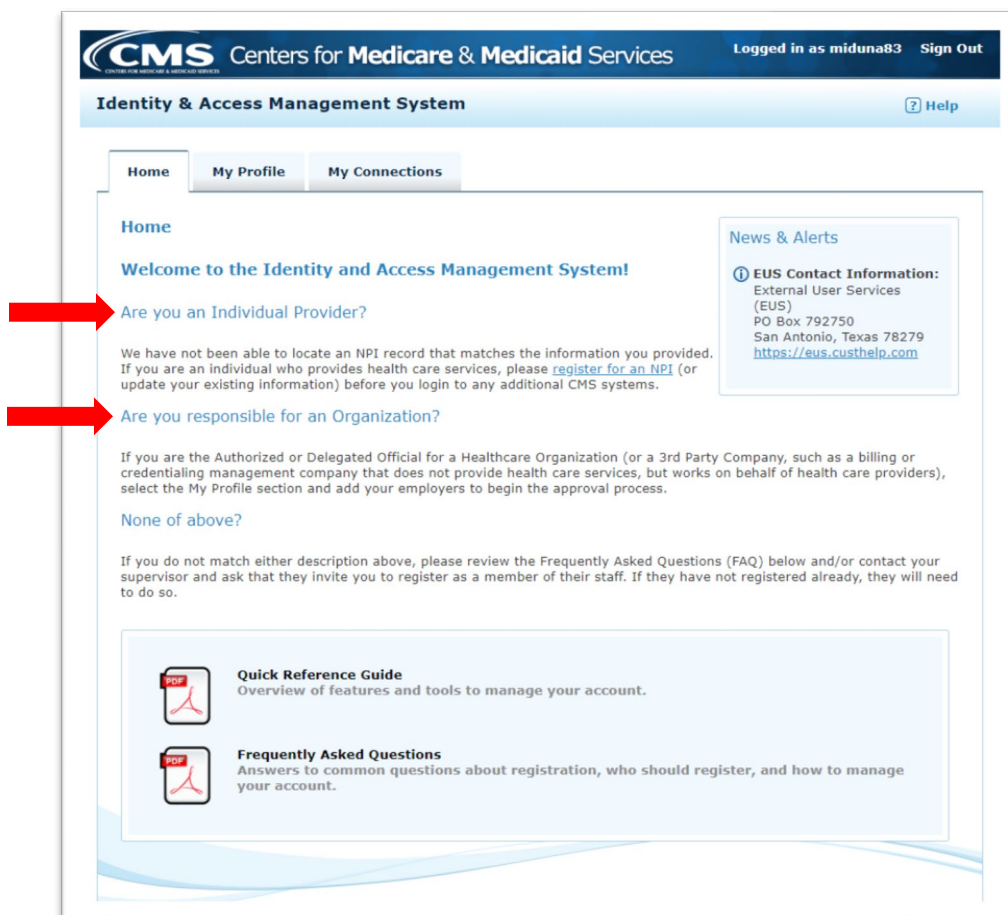 CMS Centers for Medicare & Medicaid Services
CENTERS FOR MEDICARE & MEDICAID SERVICES
Logged in as miduna83 Sign Out
Identity & Access Management System
? Help
Home My Profile My Connections
Home
Welcome to the Identity and Access Management System!
Are you an Individual Provider?
We have not been able to locate an NPI record that matches the information you provided.
If you are an individual who provides health care services, please register for an NPI (or
update your existing information) before you login to any additional CMS systems.
News & Alerts
EUS Contact Information:
External User Services
(EUS)
PO Box 792750
San Antonio, Texas 78279
https://eus.custhelp.com
Are you responsible for an Organization?
If you are the Authorized or Delegated Official for a Healthcare Organization (or a 3rd Party Company, such as a billing or
credentialing management company that does not provide health care services, but works on behalf of health care providers),
select the My Profile section and add your employers to begin the approval process.
None of above?
If you do not match either description above, please review the Frequently Asked Questions (FAQ) below and/or contact your
supervisor and ask that they invite you to register as a member of their staff. If they have not registered already, they will need
to do so.
PDF
Quick Reference Guide
Overview of features and tools to manage your account.
PDF
Frequently Asked Questions
Answers to common questions about registration, who should register, and how to manage
your account.